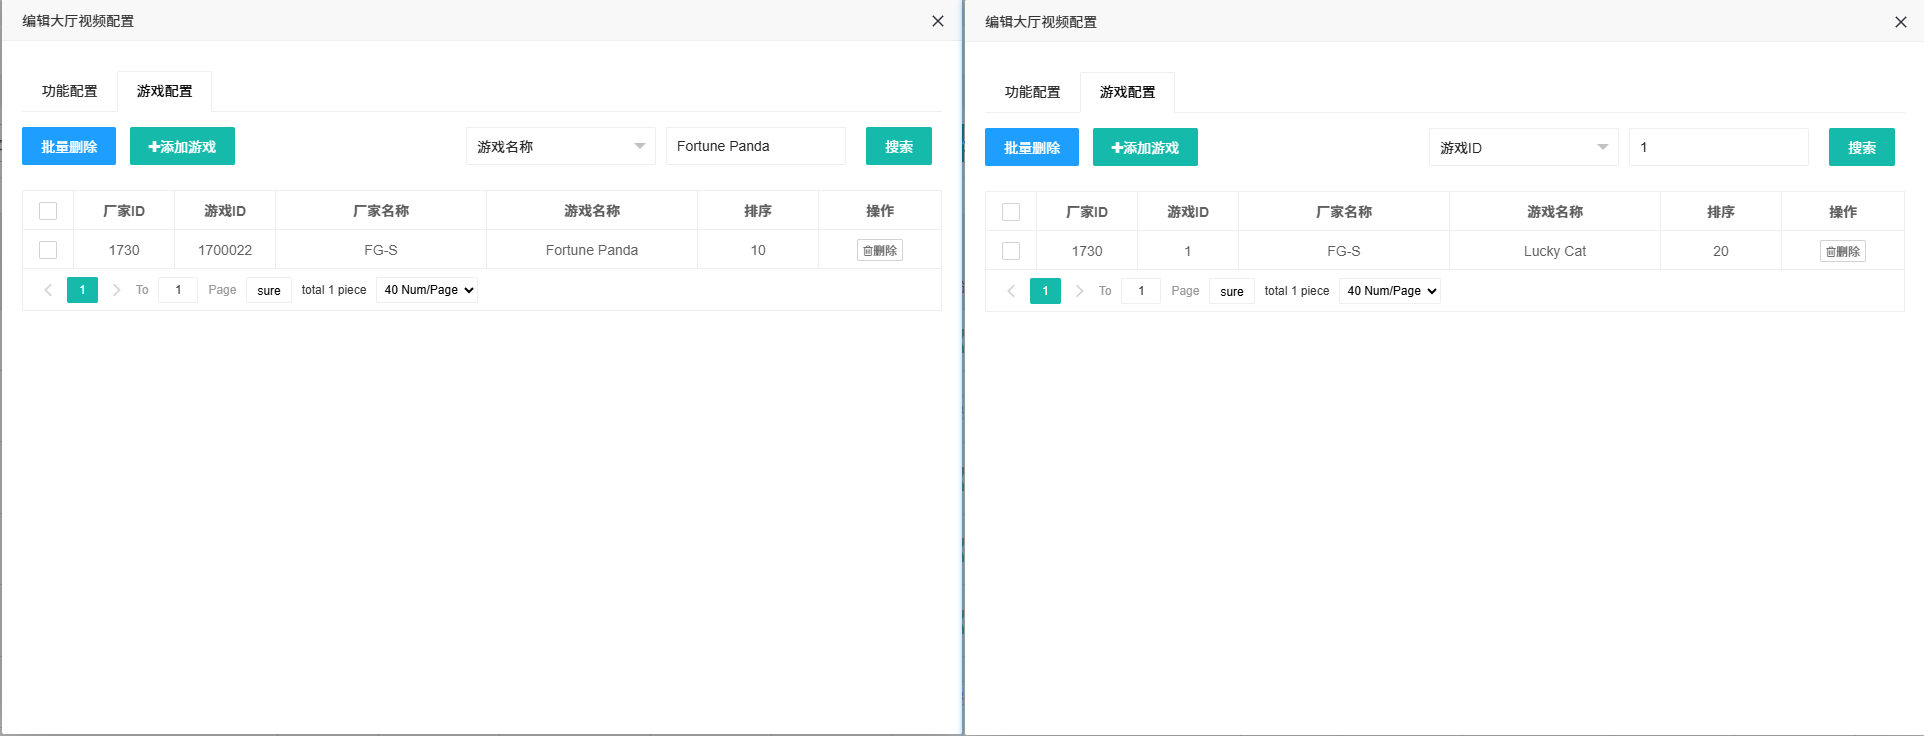 编辑大厅视频配置
功能配置 游戏配置
批量删除 添加游戏 游戏名称 Fortune Panda 搜索
厂家ID 游戏ID 厂家名称 游戏名称 排序 操作
1730 1700022 FG-S Fortune Panda 10 删除
1 To 1 Page sure total 1 piece 40 Num/Page
编辑大厅视频配置
功能配置 游戏配置
批量删除 添加游戏 游戏ID 1 搜索
厂家ID 游戏ID 厂家名称 游戏名称 排序 操作
1730 1 FG-S Lucky Cat 20 删除
1 To 1 Page sure total 1 piece 40 Num/Page